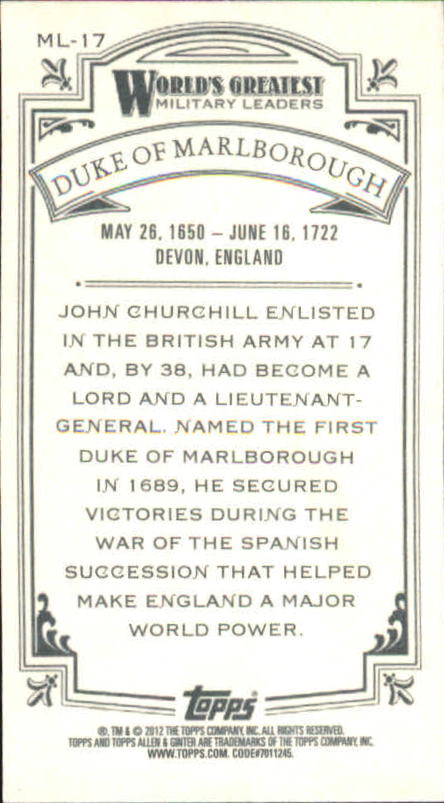 ML-17
WORLD'S GREATEST
MILITARY LEADERS
DUKE OF MARLBOROUGH
MAY 26, 1650 – JUNE 16, 1722
DEVON, ENGLAND
JOHN CHURCHILL ENLISTED
IN THE BRITISH ARMY AT 17
AND, BY 38, HAD BECOME A
LORD AND A LIEUTENANT-
GENERAL. NAMED THE FIRST
DUKE OF MARLBOROUGH
IN 1689, HE SECURED
VICTORIES DURING THE
WAR OF THE SPANISH
SUCCESSION THAT HELPED
MAKE ENGLAND A MAJOR
WORLD POWER.
topps
®, TM & © 2012 THE TOPPS COMPANY, INC. ALL RIGHTS RESERVED.
TOPPS AND TOPPS ALLEN & GINTER ARE TRADEMARKS OF THE TOPPS COMPANY, INC.
WWW.TOPPS.COM. CODE#7011245.